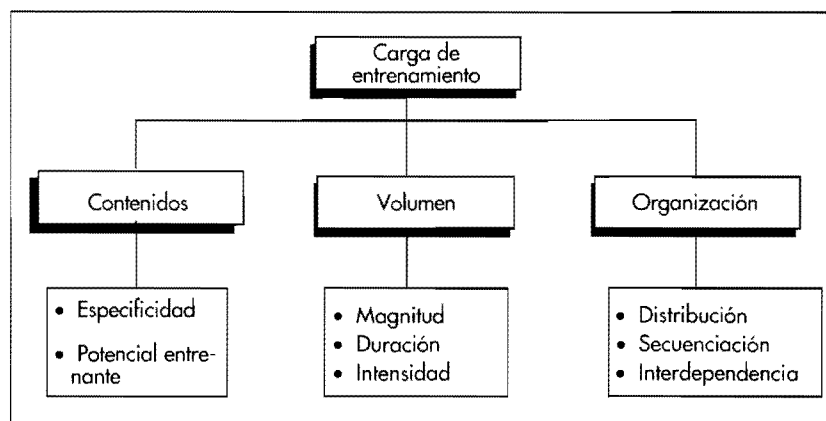 Carga de
entrenamiento
Contenidos
Volumen
Organización
• Especificidad
• Potencial entre-
nante
• Magnitud
• Duración
• Intensidad
• Distribución
• Secuenciación
• Interdependencia